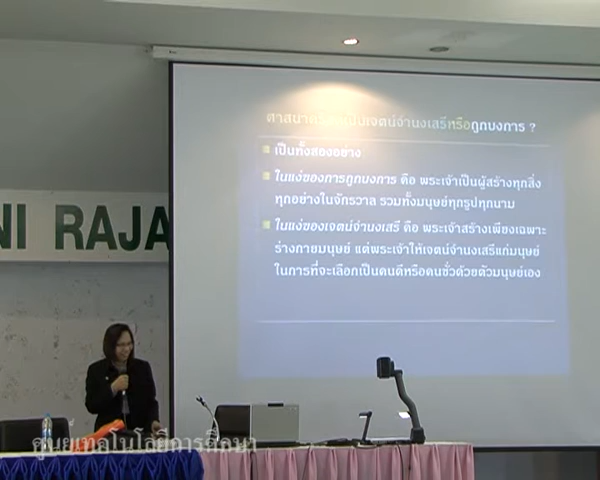 ศาสนาคริสต์เป็นเจตน์จำนงเสรีหรือถูกบงการ ?
เป็นทั้งสองอย่าง
ในแง่ของการถูกบงการ คือ พระเจ้าเป็นผู้สร้างทุกสิ่ง
ทุกอย่างในจักรวาล รวมทั้งมนุษย์ทุกรูปทุกนาม
ในแง่ของเจตน์จำนงเสรี คือ พระเจ้าสร้างเพียงเฉพาะ
ร่างกายมนุษย์ แต่พระเจ้าให้เจตน์จำนงเสรีแก่มนุษย์
ในการที่จะเลือกเป็นคนดีหรือคนชั่วด้วยตัวมนุษย์เอง
NI RAJA
ศูนย์เทคโนโลยีการศึกษา